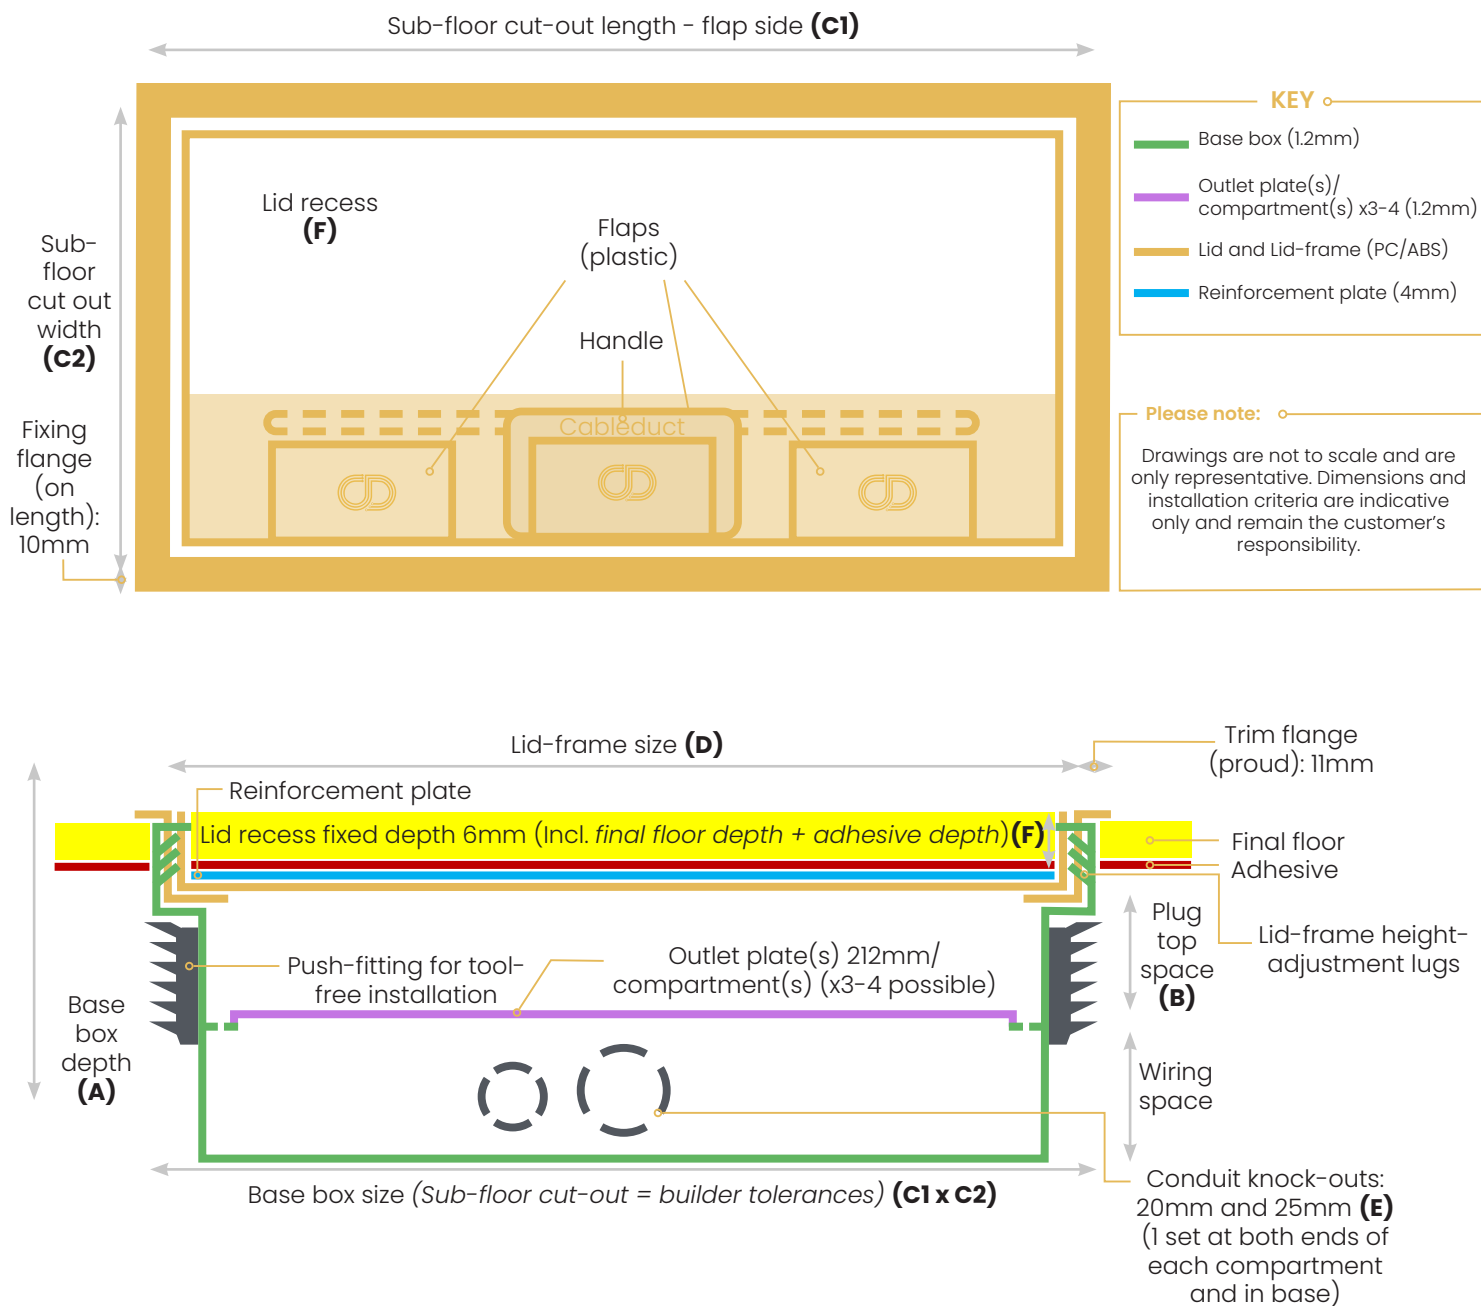 Sub-floor cut-out length - flap side (C1)
KEY
Base box (1.2mm)
Outlet plate(s)/
compartment(s) x3-4 (1.2mm)
Lid and Lid-frame (PC/ABS)
Reinforcement plate (4mm)
Lid recess
(F)
Flaps
(plastic)
Handle
Cableduct
Sub-
floor
cut out
width
(C2)
Fixing
flange
(on
length):
10mm
Please note:
Drawings are not to scale and are
only representative. Dimensions and
installation criteria are indicative
only and remain the customer's
responsibility.
Lid-frame size (D)
Trim flange
(proud): 11mm
Reinforcement plate
Lid recess fixed depth 6mm (Incl. final floor depth + adhesive depth) (F)
Final floor
Adhesive
Plug
top
space
(B)
Lid-frame height-
adjustment lugs
Push-fitting for tool-
free installation
Outlet plate(s) 212mm/
compartment(s) (x3-4 possible)
Base
box
depth
(A)
Wiring
space
Base box size (Sub-floor cut-out = builder tolerances) (C1 x C2)
Conduit knock-outs:
20mm and 25mm (E)
(1 set at both ends of
each compartment
and in base)